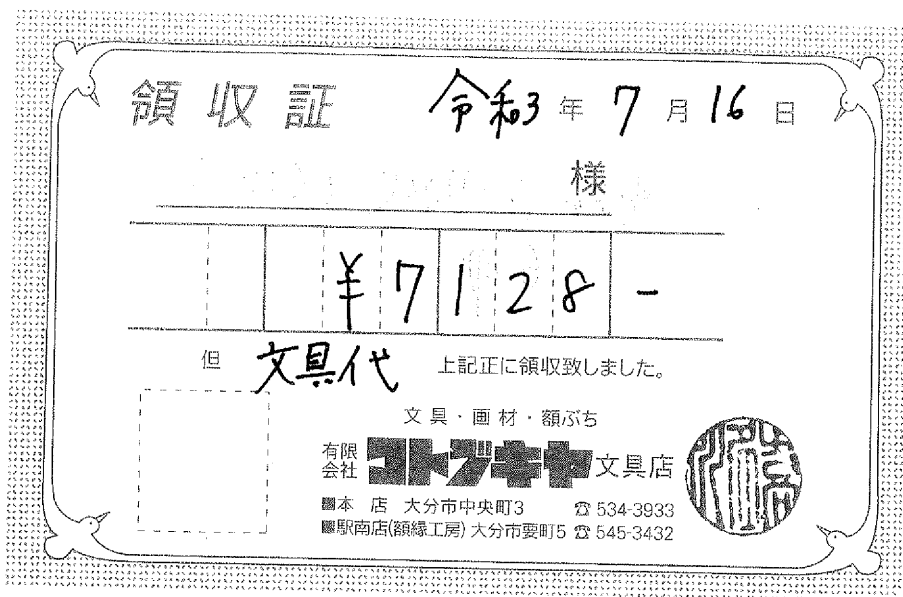 領収証 令和3年7月16日
様
¥7128-
但 文具代 上記正に領収致しました。
文具・画材・額ぶち
有限会社 コトブキヤ文具店
■本 店 大分市中央町3 ☎534-3933
■駅南店(額縁工房) 大分市要町5 ☎545-3432